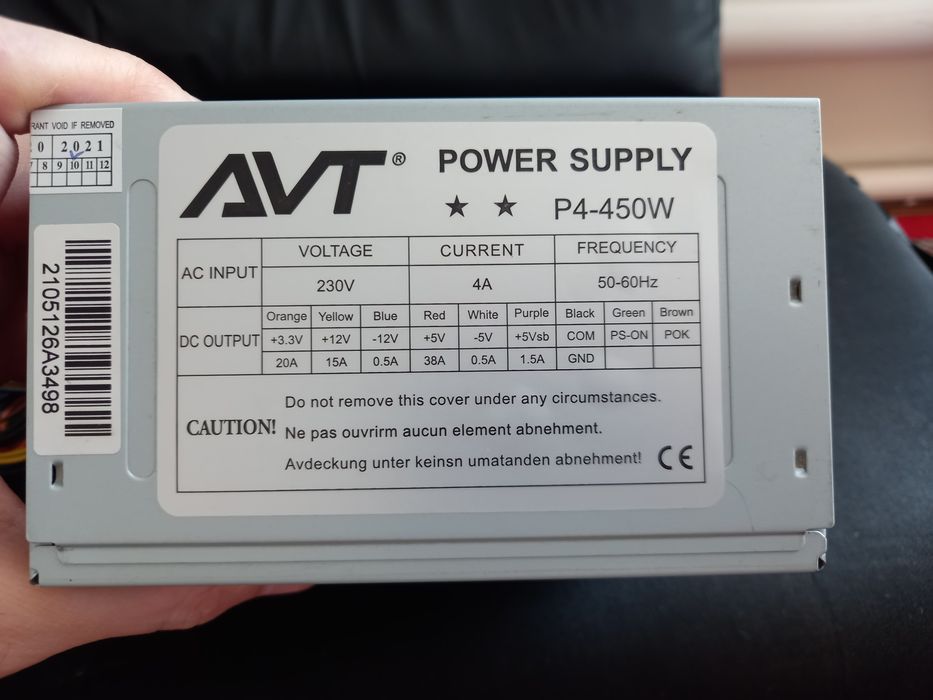 RANT VOID IF REMOVED
0 2021
7 8 9 10 11 12
2105126A3498
AVT® POWER SUPPLY
★ ★ P4-450W
AC INPUT VOLTAGE CURRENT FREQUENCY
230V 4A 50-60Hz
DC OUTPUT Orange Yellow Blue Red White Purple Black Green Brown
+3.3V +12V -12V +5V -5V +5Vsb COM PS-ON POK
20A 15A 0.5A 38A 0.5A 1.5A GND
CAUTION!
Do not remove this cover under any circumstances.
Ne pas ouvrirm aucun element abnehment.
Avdeckung unter keinsn umatanden abnehment! CE